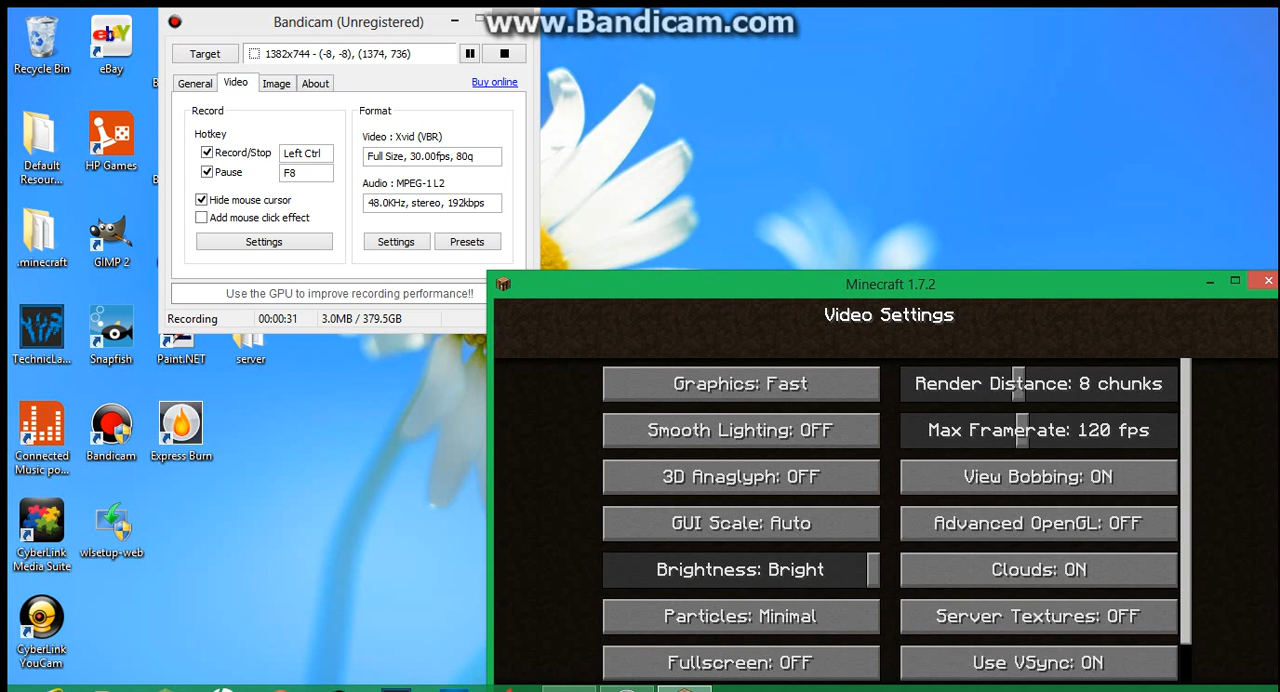 www.Bandicam.com
Recycle Bin
ebY
eBay
Default
Resour...
HP Games
.minecraft
GIMP 2
TechnicLa...
Snapfish
Paint.NET
server
Connected
Music po...
Bandicam
Express Burn
CyberLink
Media Suite
wlsetup-web
CyberLink
YouCam
Bandicam (Unregistered)
Target
1382x744 - (-8, -8), (1374, 736)
General
Video
Image
About
Buy online
Record
Hotkey
Record/Stop
Left Ctrl
Pause
F8
Hide mouse cursor
Add mouse click effect
Settings
Format
Video : Xvid (VBR)
Full Size, 30.00fps, 80q
Audio : MPEG-1 L2
48.0KHz, stereo, 192kbps
Settings
Presets
Use the GPU to improve recording performance!!
Recording
00:00:31
3.0MB / 379.5GB
Minecraft 1.7.2
Video Settings
Graphics: Fast
Render Distance: 8 chunks
Smooth Lighting: OFF
Max Framerate: 120 fps
3D Anaglyph: OFF
View Bobbing: ON
GUI Scale: Auto
Advanced OpenGL: OFF
Brightness: Bright
Clouds: ON
Particles: Minimal
Server Textures: OFF
Fullscreen: OFF
Use VSync: ON